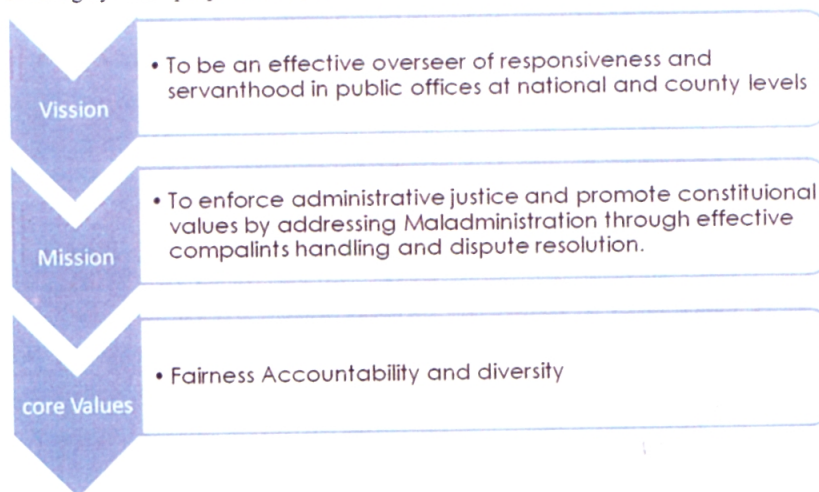 Vission
• To be an effective overseer of responsiveness and
servanthood in public offices at national and county levels
Mission
• To enforce administrative justice and promote constituional
values by addressing Maladministration through effective
compalints handling and dispute resolution.
core Values
• Fairness Accountability and diversity